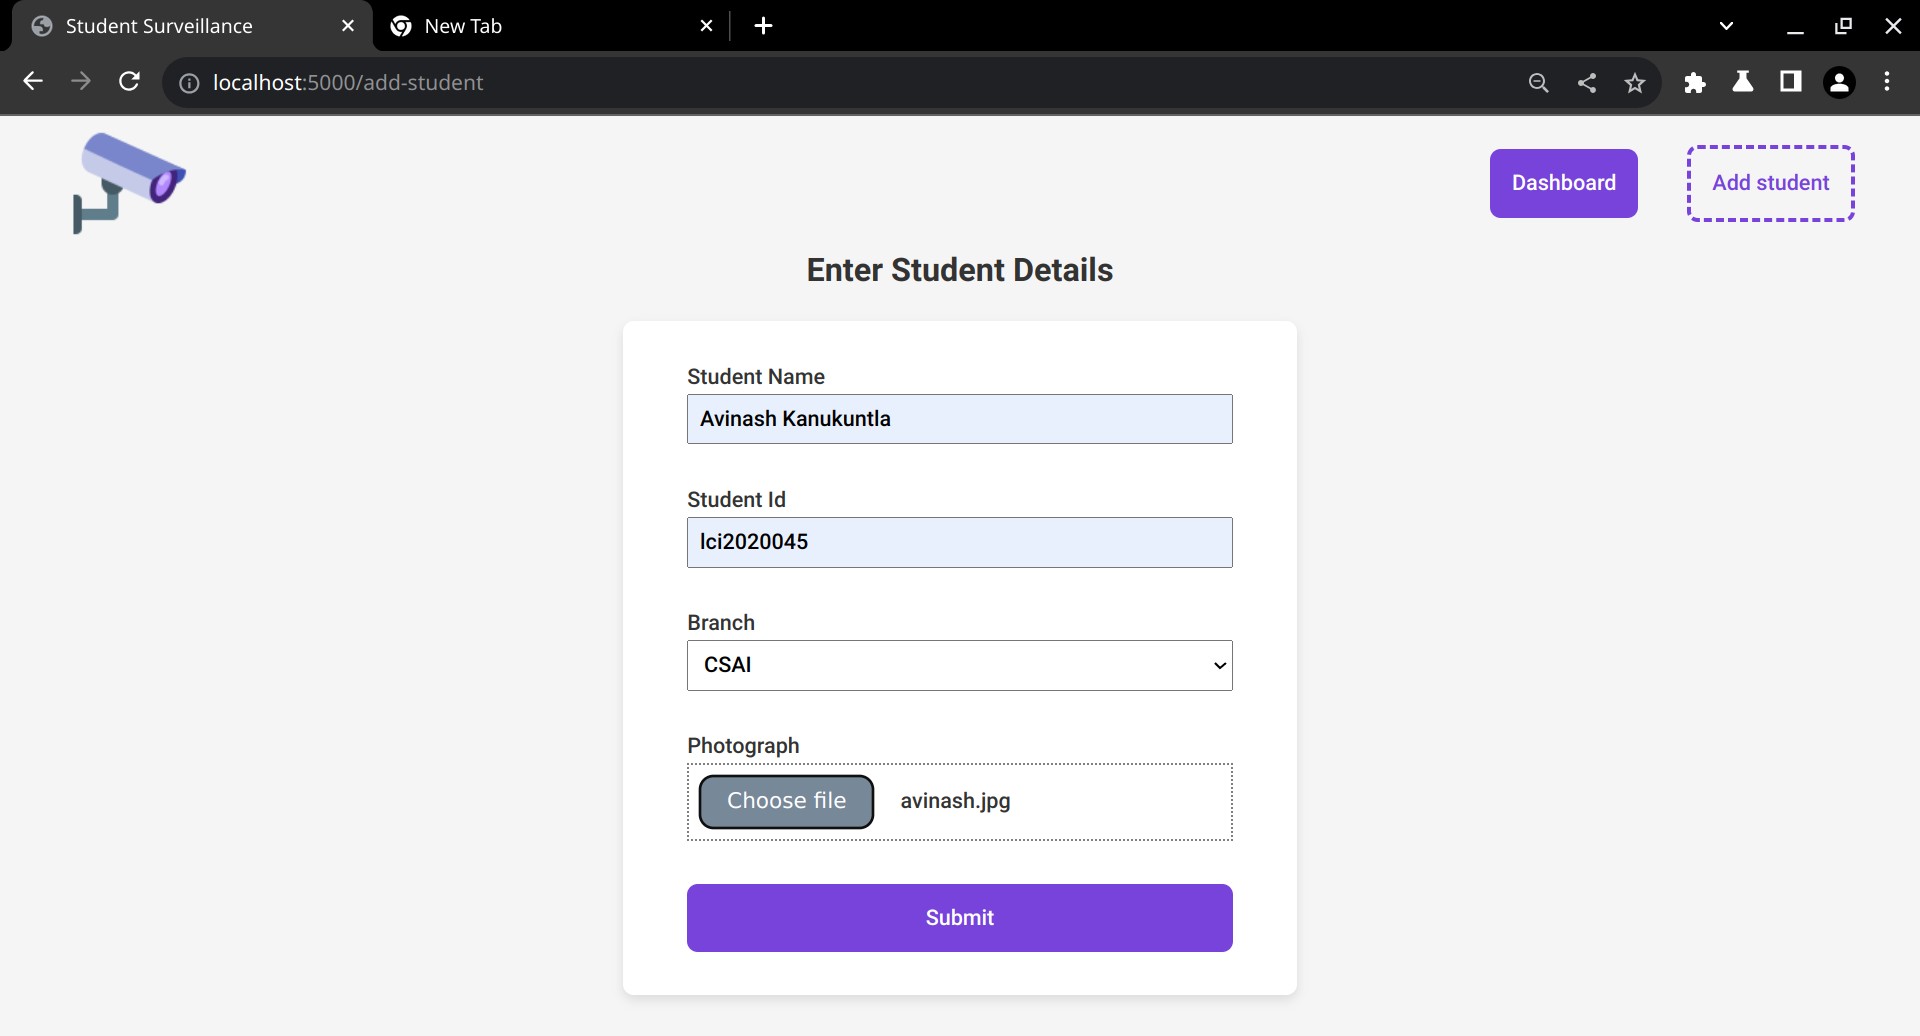 Student Surveillance
New Tab
localhost:5000/add-student
Dashboard
Add student
Enter Student Details
Student Name
Avinash Kanukuntla
Student Id
lci2020045
Branch
CSAI
Photograph
Choose file avinash.jpg
Submit